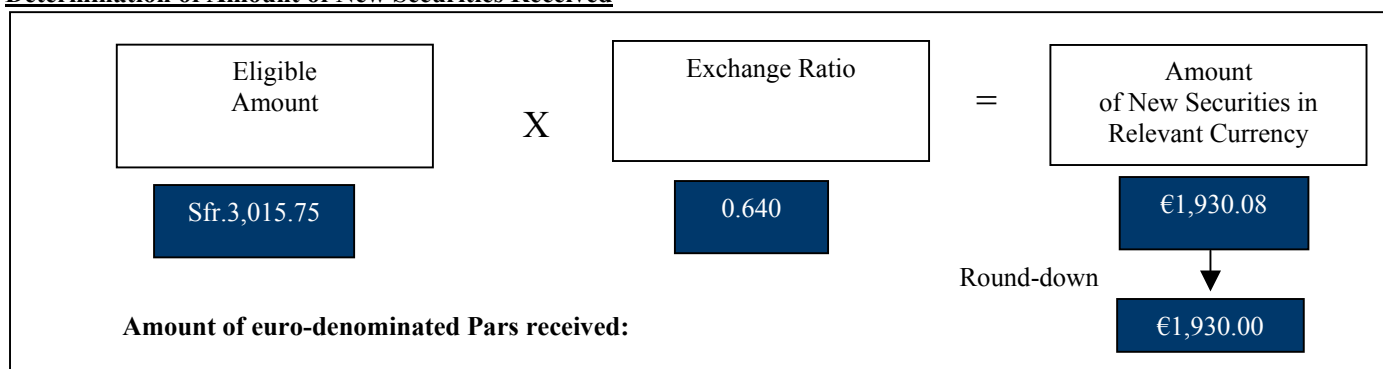 Determination of Amount of New Securities Received
Eligible
Amount
X
Exchange Ratio
=
Amount
of New Securities in
Relevant Currency
Sfr.3,015.75
0.640
€1,930.08
Round-down
Amount of euro-denominated Pars received:
€1,930.00